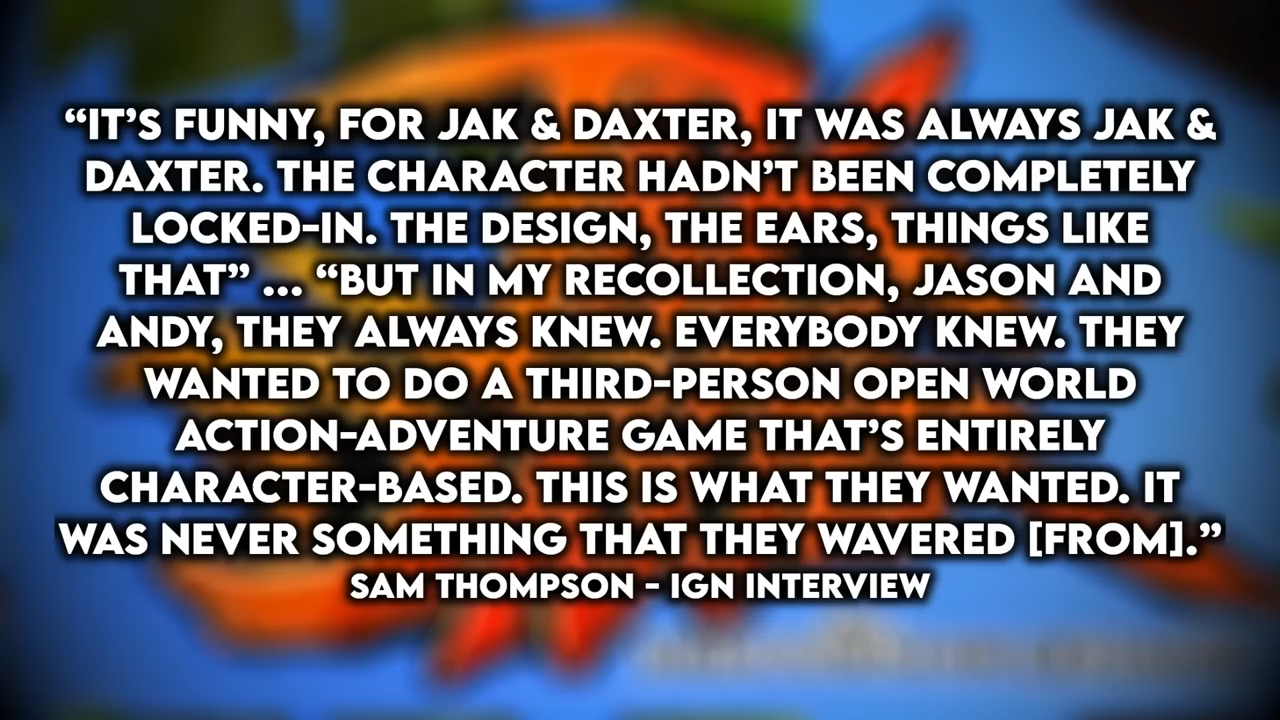 “IT’S FUNNY, FOR JAK & DAXTER, IT WAS ALWAYS JAK &
DAXTER. THE CHARACTER HADN’T BEEN COMPLETELY
LOCKED-IN. THE DESIGN, THE EARS, THINGS LIKE
THAT” ... “BUT IN MY RECOLLECTION, JASON AND
ANDY, THEY ALWAYS KNEW. EVERYBODY KNEW. THEY
WANTED TO DO A THIRD-PERSON OPEN WORLD
ACTION-ADVENTURE GAME THAT’S ENTIRELY
CHARACTER-BASED. THIS IS WHAT THEY WANTED. IT
WAS NEVER SOMETHING THAT THEY WAVERED [FROM].”
SAM THOMPSON - IGN INTERVIEW